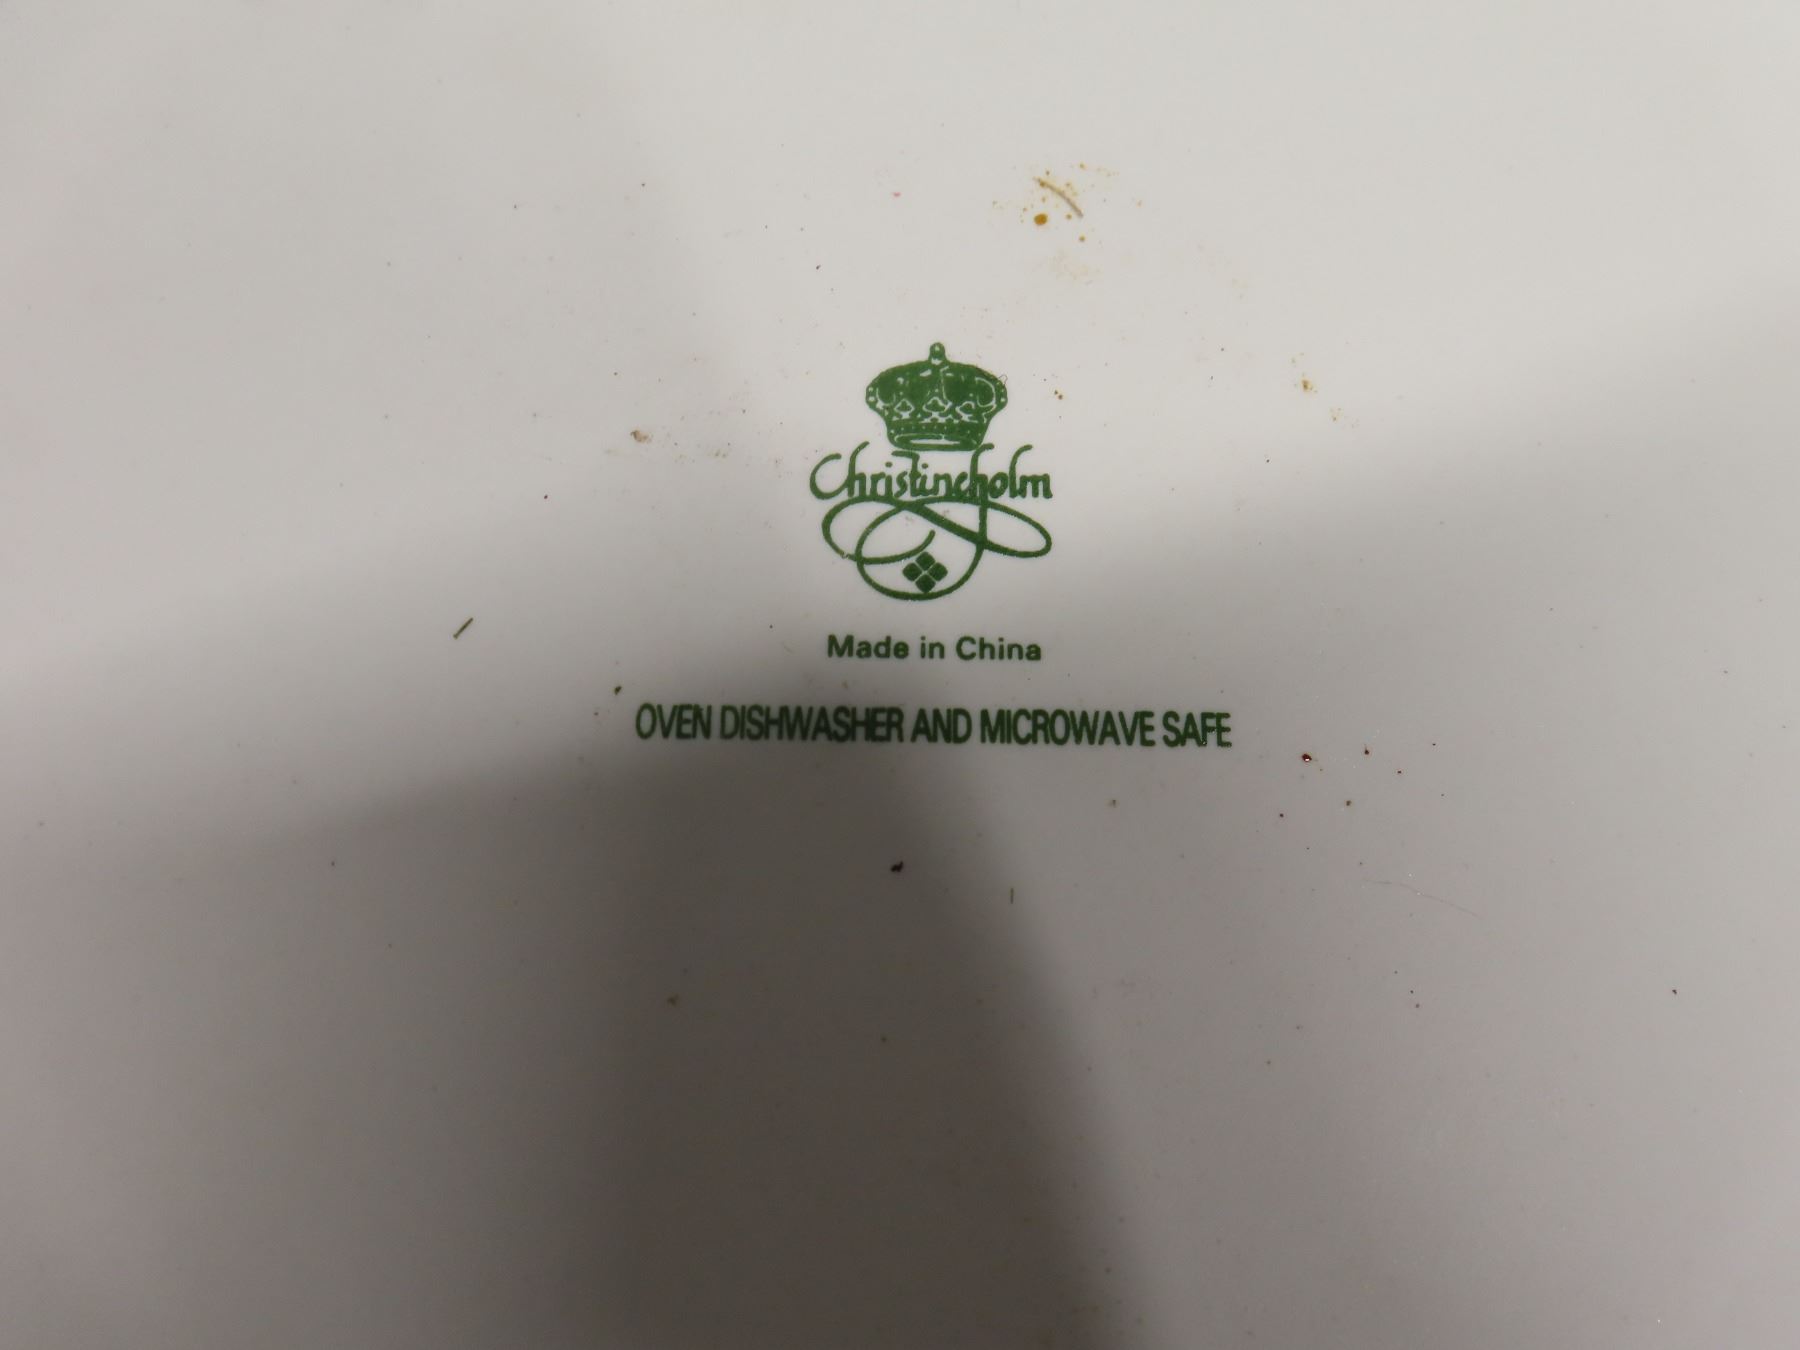 Christineholm
Made in China
OVEN DISHWASHER AND MICROWAVE SAFE